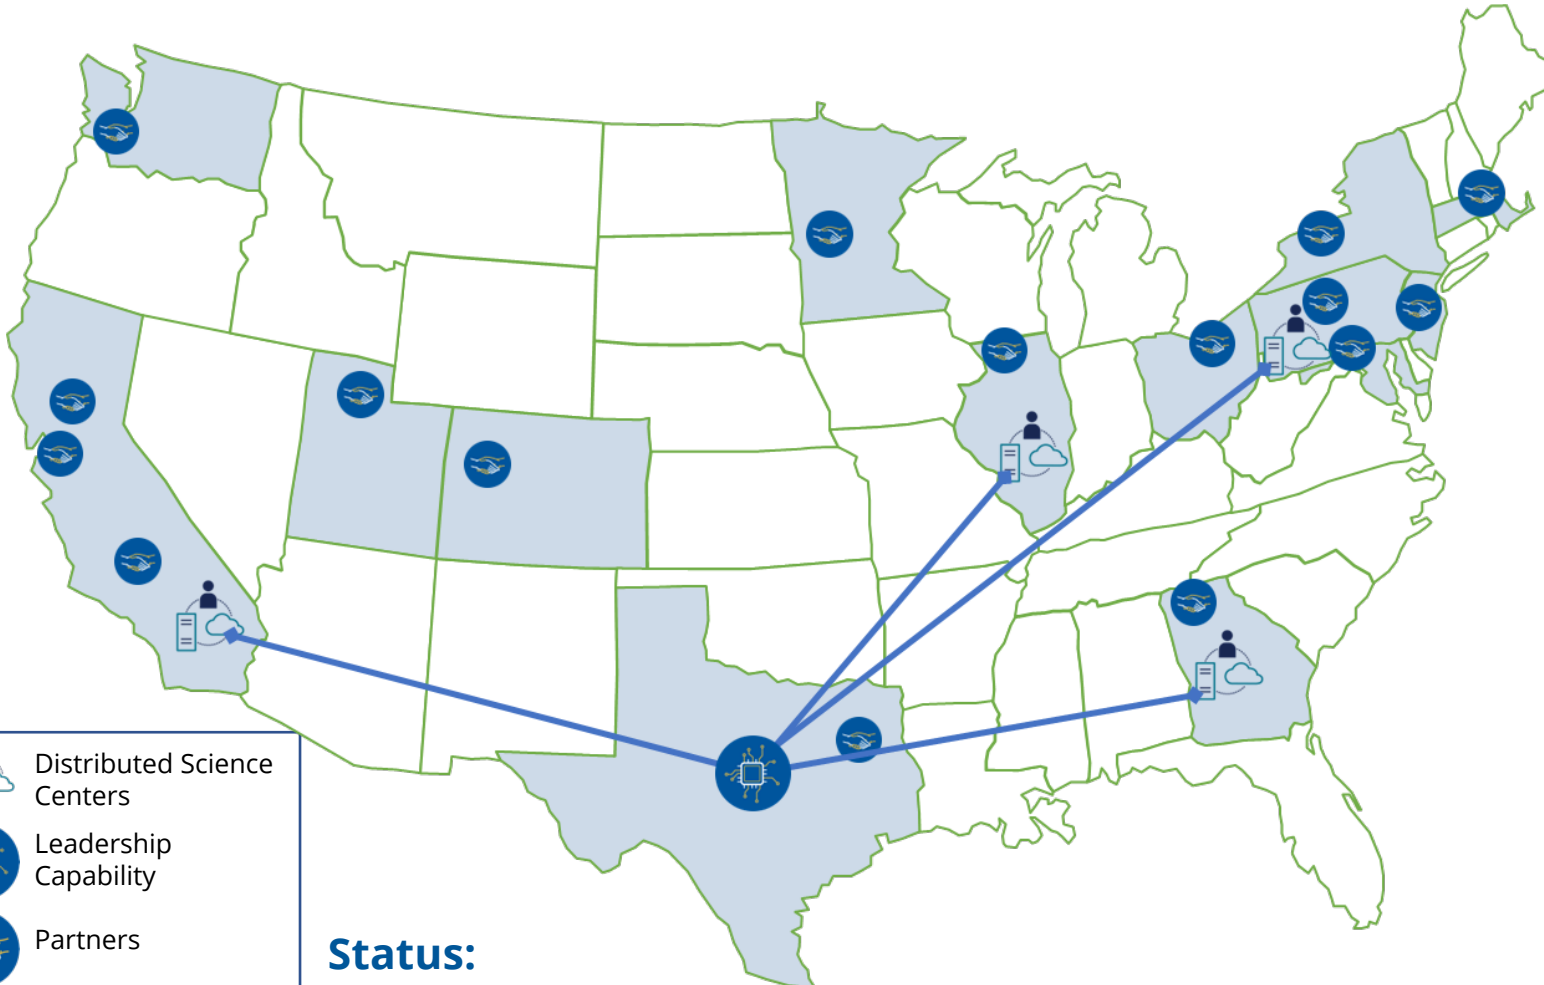 Distributed Science
Centers
Leadership
Capability
Partners
Status: